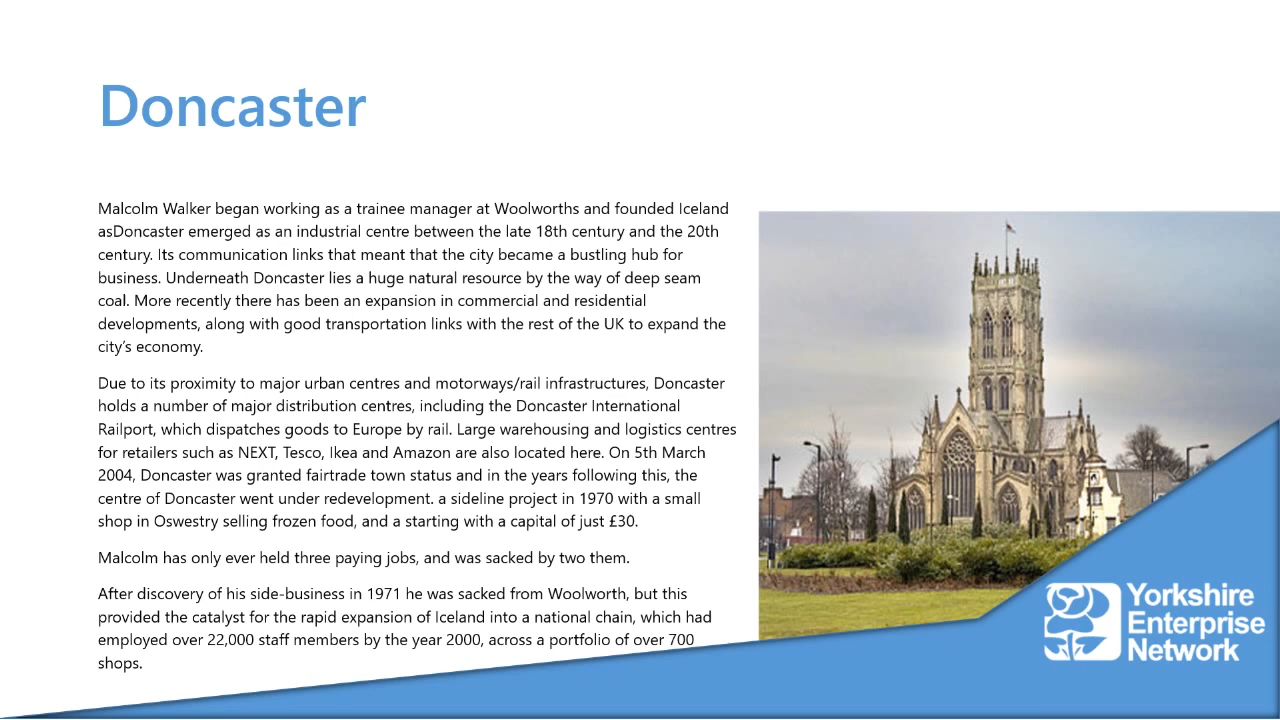 Doncaster
Malcolm Walker began working as a trainee manager at Woolworths and founded Iceland
asDoncaster emerged as an industrial centre between the late 18th century and the 20th
century. Its communication links that meant that the city became a bustling hub for
business. Underneath Doncaster lies a huge natural resource by the way of deep seam
coal. More recently there has been an expansion in commercial and residential
developments, along with good transportation links with the rest of the UK to expand the
city’s economy.
Due to its proximity to major urban centres and motorways/rail infrastructures, Doncaster
holds a number of major distribution centres, including the Doncaster International
Railport, which dispatches goods to Europe by rail. Large warehousing and logistics centres
for retailers such as NEXT, Tesco, Ikea and Amazon are also located here. On 5th March
2004, Doncaster was granted fairtrade town status and in the years following this, the
centre of Doncaster went under redevelopment. a sideline project in 1970 with a small
shop in Oswestry selling frozen food, and a starting with a capital of just £30.
Malcolm has only ever held three paying jobs, and was sacked by two them.
After discovery of his side-business in 1971 he was sacked from Woolworth, but this
provided the catalyst for the rapid expansion of Iceland into a national chain, which had
employed over 22,000 staff members by the year 2000, across a portfolio of over 700
shops.
Yorkshire
Enterprise
Network